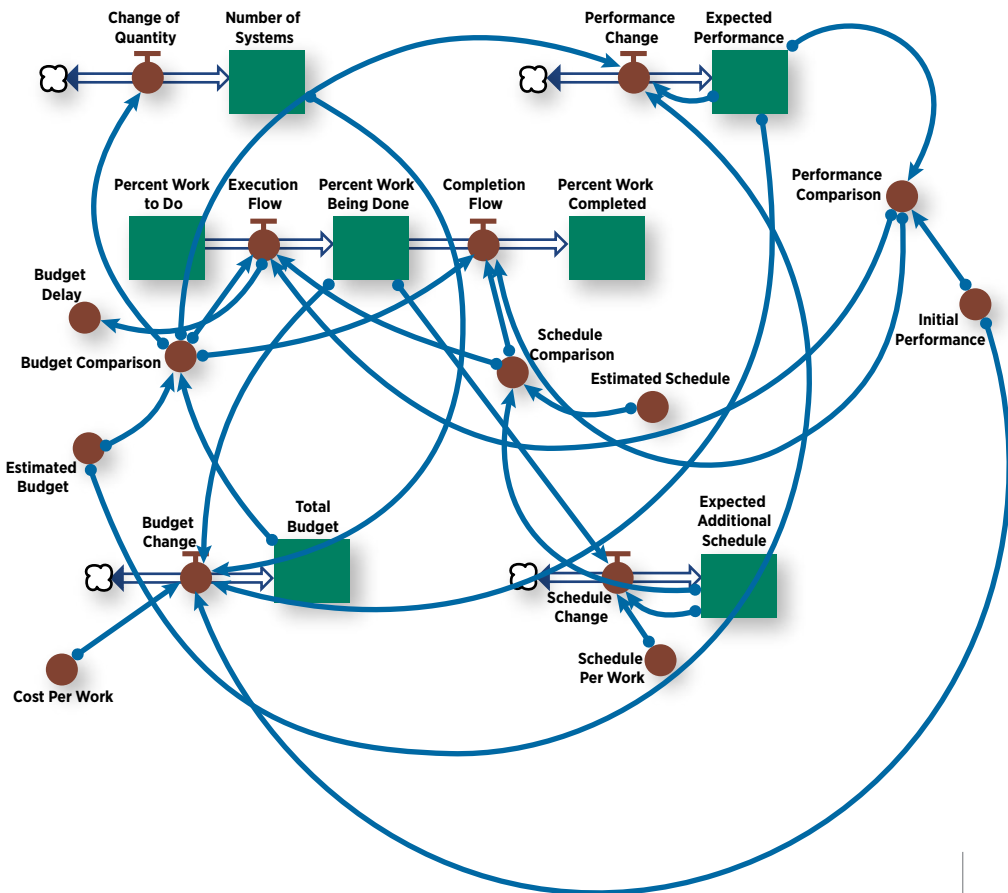 Change of
Quantity
Number of
Systems
Performance
Change
Expected
Performance
Percent Work
to Do
Execution
Flow
Percent Work
Being Done
Completion
Flow
Percent Work
Completed
Performance
Comparison
Budget
Delay
Initial
Performance
Budget Comparison
Schedule
Comparison
Estimated Schedule
Estimated
Budget
Budget
Change
Total
Budget
Expected
Additional
Schedule
Schedule
Change
Schedule
Per Work
Cost Per Work